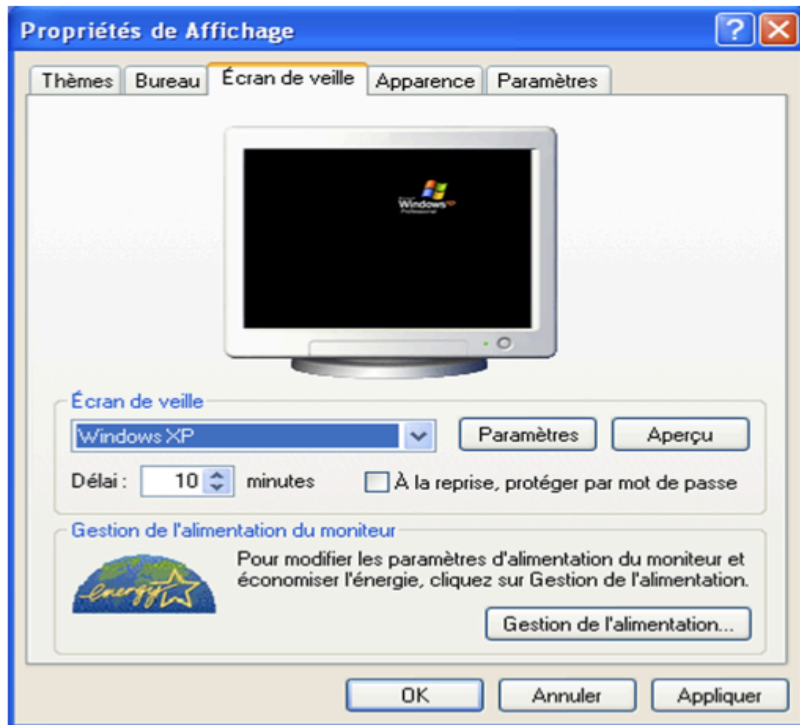 Propriétés de Affichage
Thèmes Bureau Écran de veille Apparence Paramètres
Windows xp
Professional
Écran de veille
Windows XP Paramètres Aperçu
Délai : 10 minutes À la reprise, protéger par mot de passe
Gestion de l'alimentation du moniteur
Pour modifier les paramètres d'alimentation du moniteur et
économiser l'énergie, cliquez sur Gestion de l'alimentation.
energy
Gestion de l'alimentation...
OK Annuler Appliquer